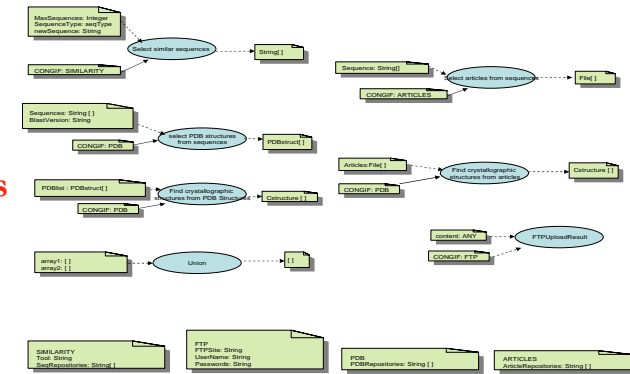 MaxSequences: Integer
SequenceType: seqType
newSequence: String
Select similar sequences
String[ ]
CONGIF: SIMILARITY
Sequence: String[]
Select articles from sequences
File[ ]
CONGIF: ARTICLES
Sequences: String [ ]
BlastVersion: String
select PDB structures
from sequences
PDBstruct[ ]
CONGIF: PDB
Articles:File[ ]
Find crystallographic
structures from articles
Cstructure [ ]
CONGIF: PDB
s
PDBlist : PDBstruct[ ]
Find crystallographic
structures from PDB Structures
Cstructure [ ]
CONGIF: PDB
content: ANY
FTPUploadResult
CONGIF: FTP
array1: [ ]
array2: [ ]
Union
[ ]
SIMILARITY
Tool: String
SeqRepositories: String[ ]
FTP
FTPSite: String
UserName: String
Passwords: String
PDB
PDBRepositories: String [ ]
ARTICLES
ArticleRepositories: String [ ]